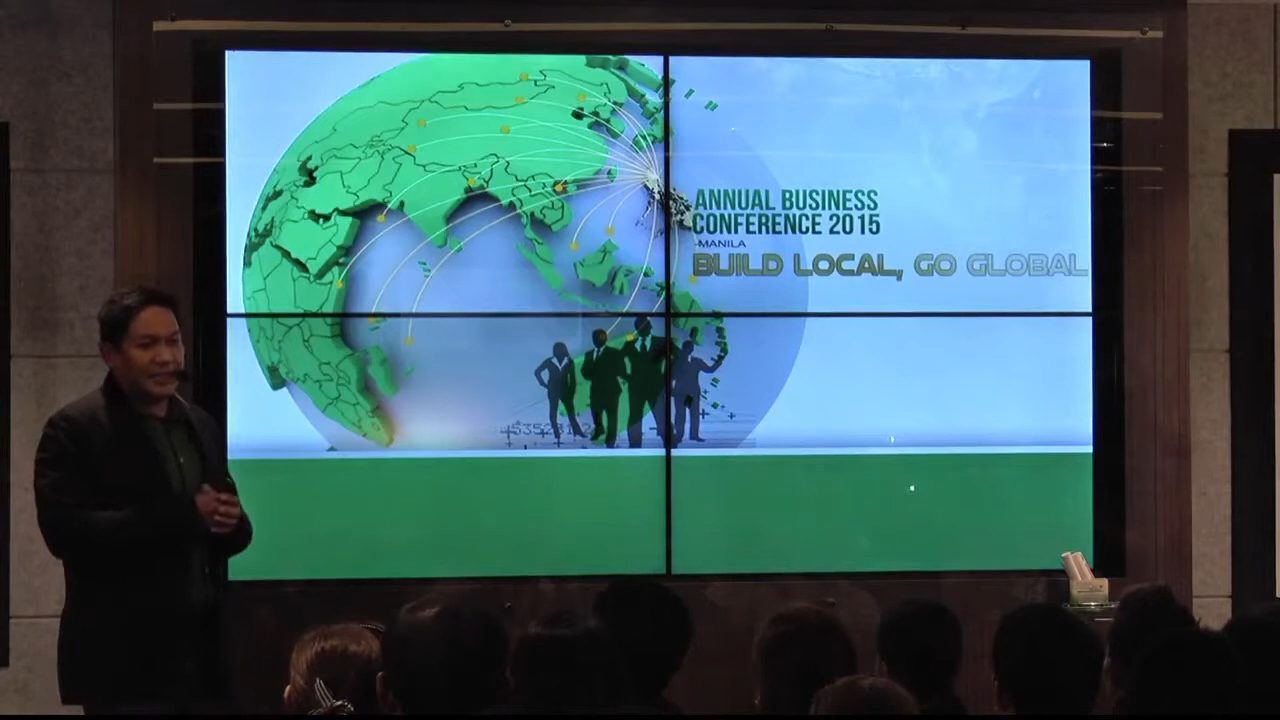 ANNUAL BUSINESS
CONFERENCE 2015
-MANILA
BUILD LOCAL, GO GLOBAL